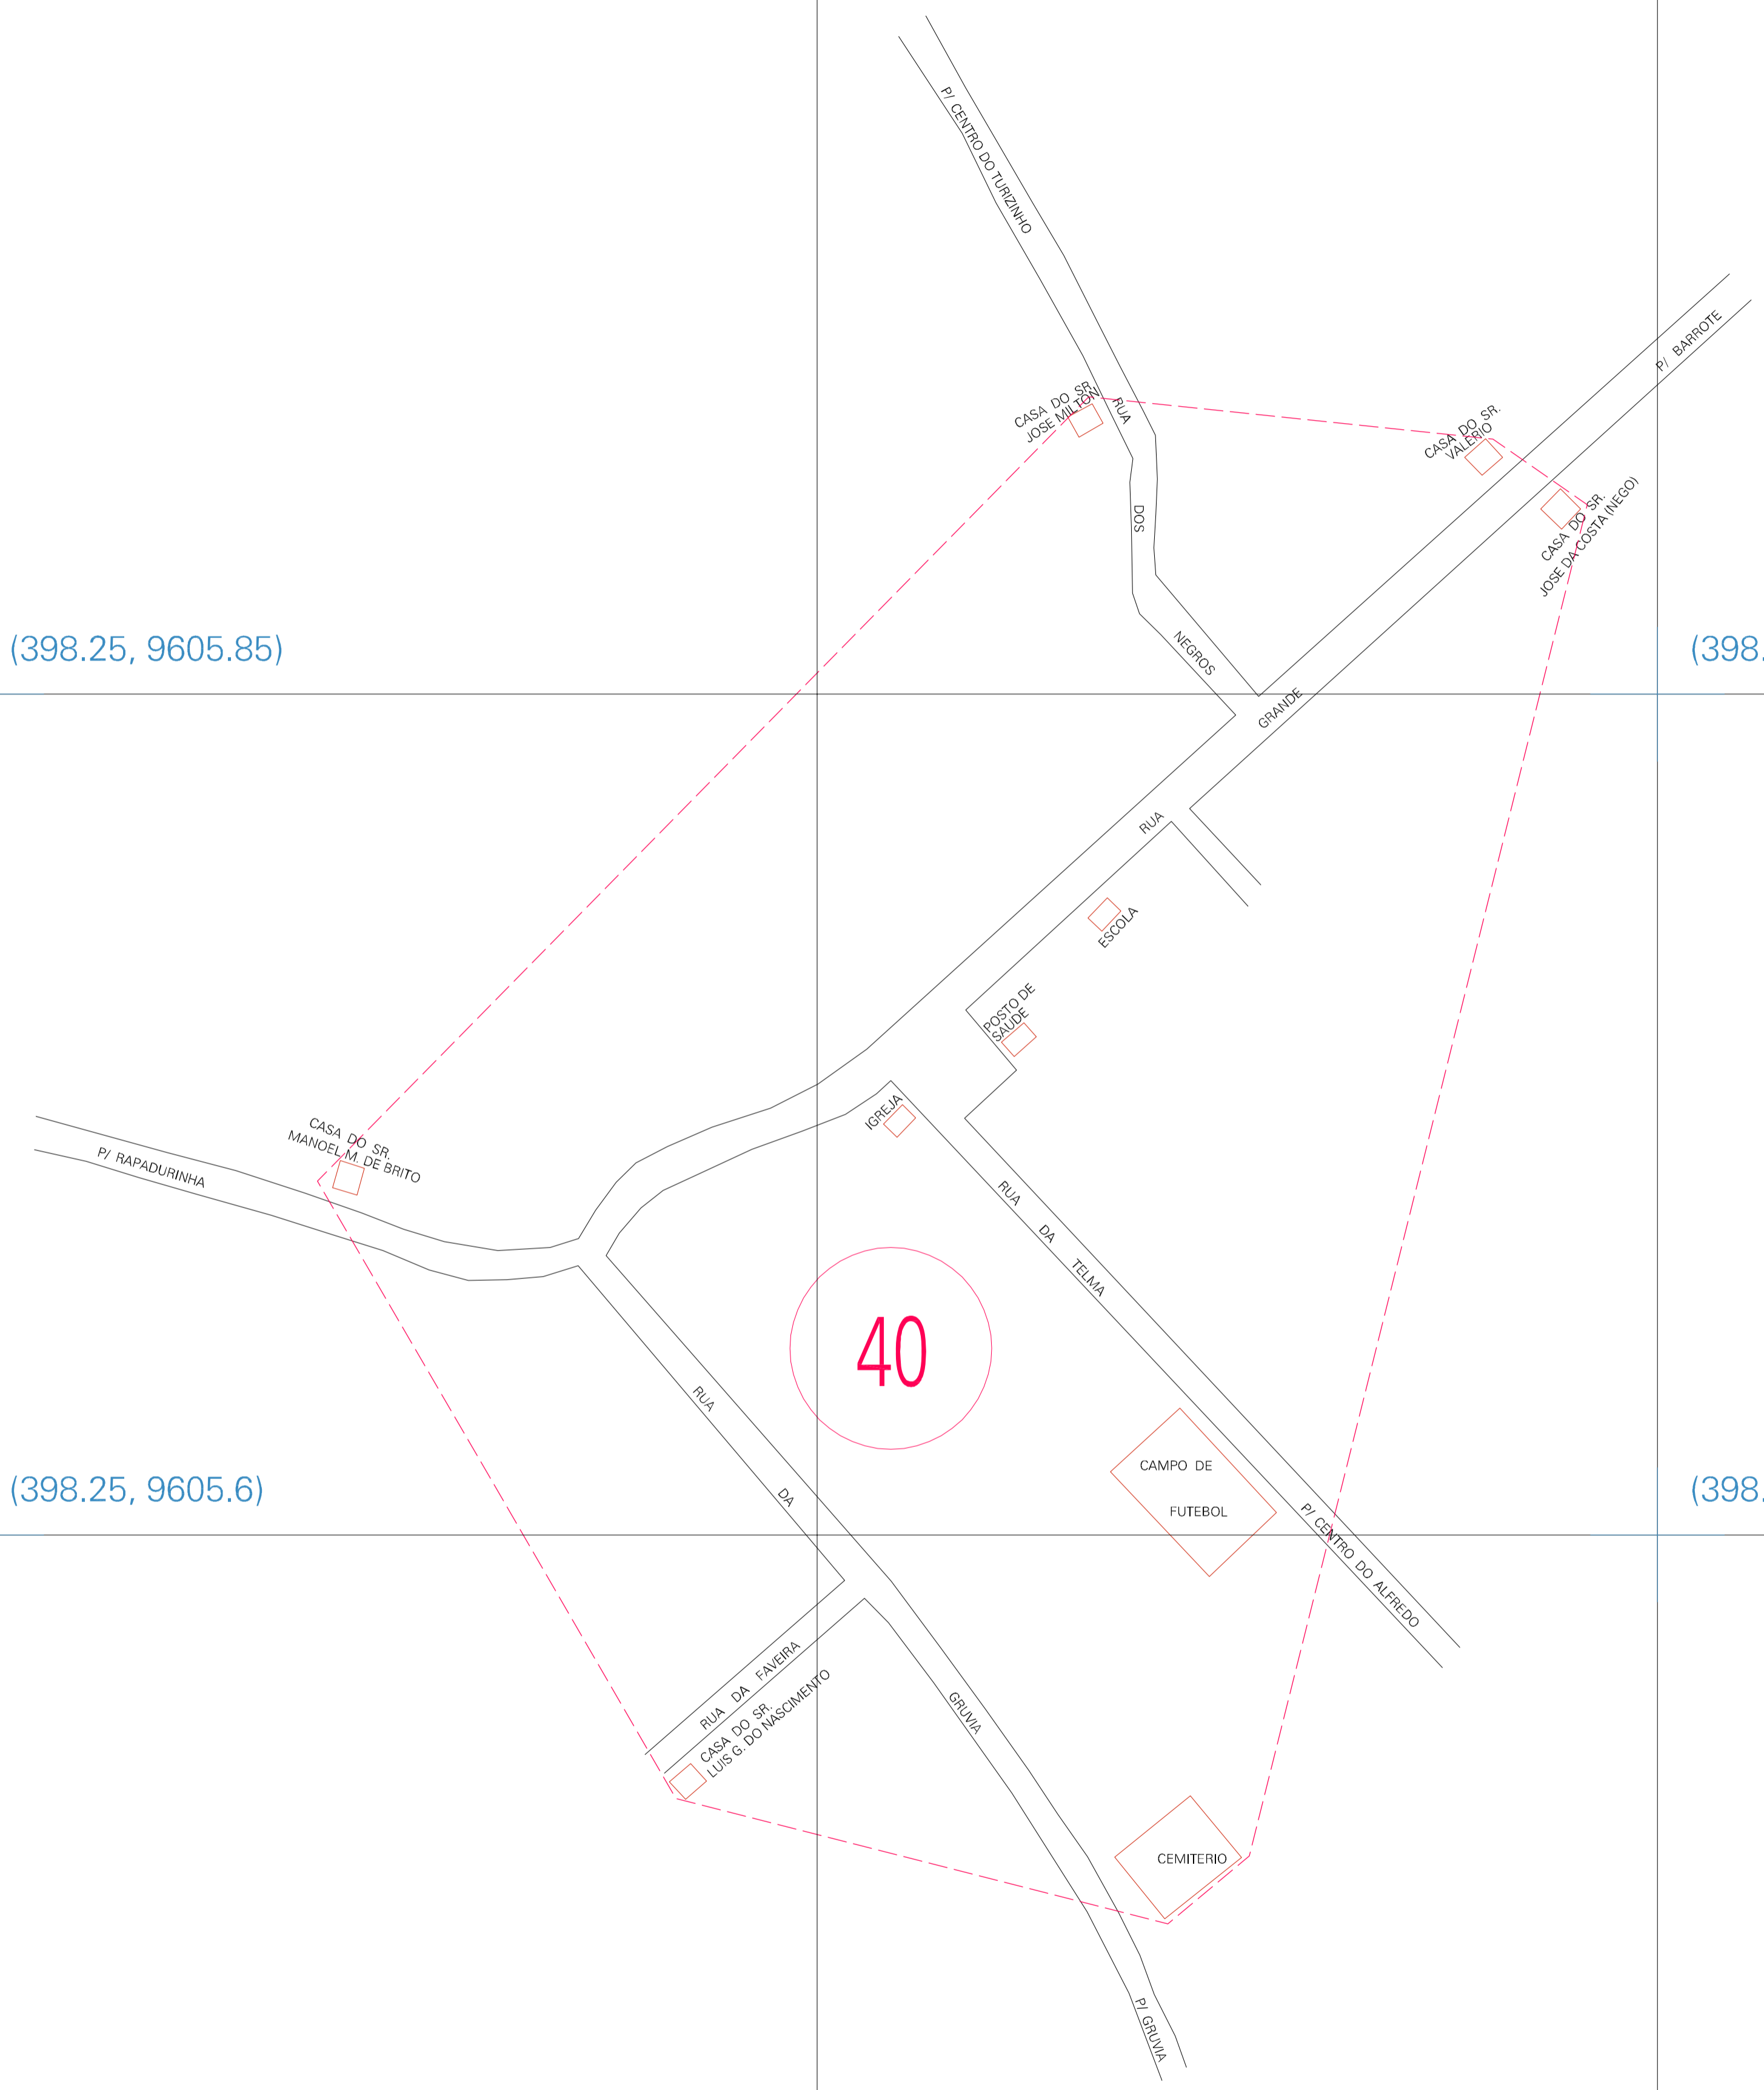 P/ CENTRO DO TURIZINHO
P/ BARROTE
CASA DO SR.
JOSE MILTON
RUA
DOS
NEGROS
CASA DO SR.
VALERIO
CASA DO SR.
JOSE DA COSTA (NEGO)
(398.25, 9605.85)
(398.
GRANDE
RUA
ESCOLA
POSTO DE
SAUDE
IGREJA
CASA DO SR.
MANOEL M. DE BRITO
P/ RAPADURINHA
RUA
DA
TELMA
40
RUA
DA
GRUVIA
CAMPO DE
FUTEBOL
(398.25, 9605.6)
(398.
P/ CENTRO DO ALFREDO
RUA DA FAVEIRA
CASA DO SR.
LUIS G. DO NASCIMENTO
CEMITERIO
P/ GRUVIA